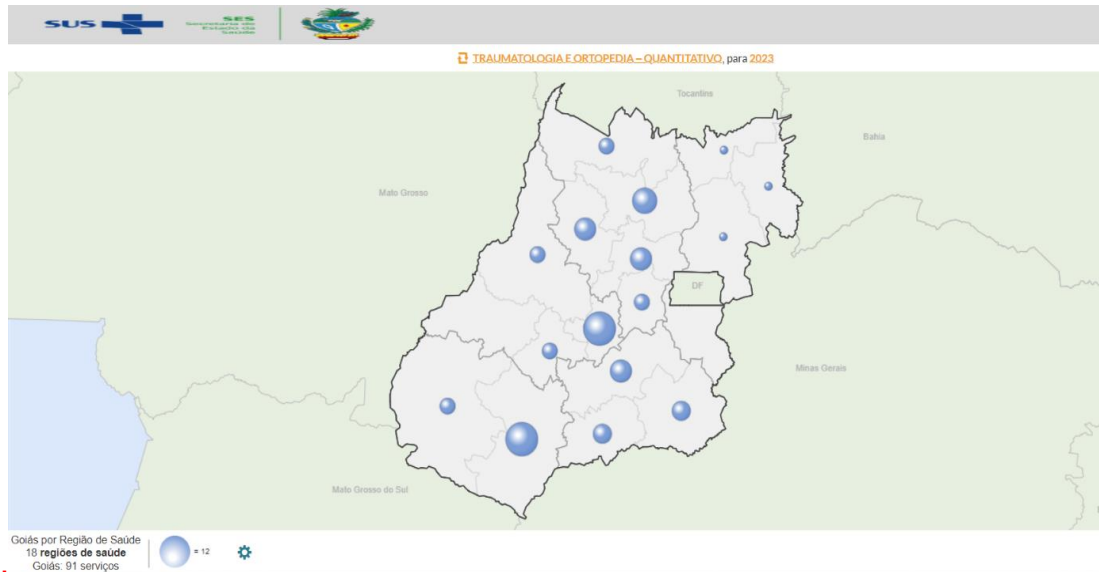 SUS
SES
Secretaria de
Estado da
Saúde
TRAUMATOLOGIA E ORTOPEDIA – QUANTITATIVO, para 2023
Tocantins
Bahia
Mato Grosso
DF
Minas Gerais
Mato Grosso do Sul
Goiás por Região de Saúde
18 regiões de saúde
Goiás: 91 serviços
= 12